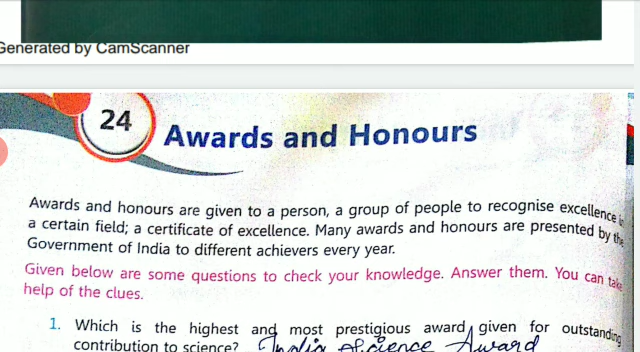 Generated by CamScanner
24
Awards and Honours
Awards and honours are given to a person, a group of people to recognise excellence in
a certain field; a certificate of excellence. Many awards and honours are presented by the
Government of India to different achievers every year.
Given below are some questions to check your knowledge. Answer them. You can take
help of the clues.
1. Which is the highest and most prestigious award given for outstanding
contribution to science? India Science Award